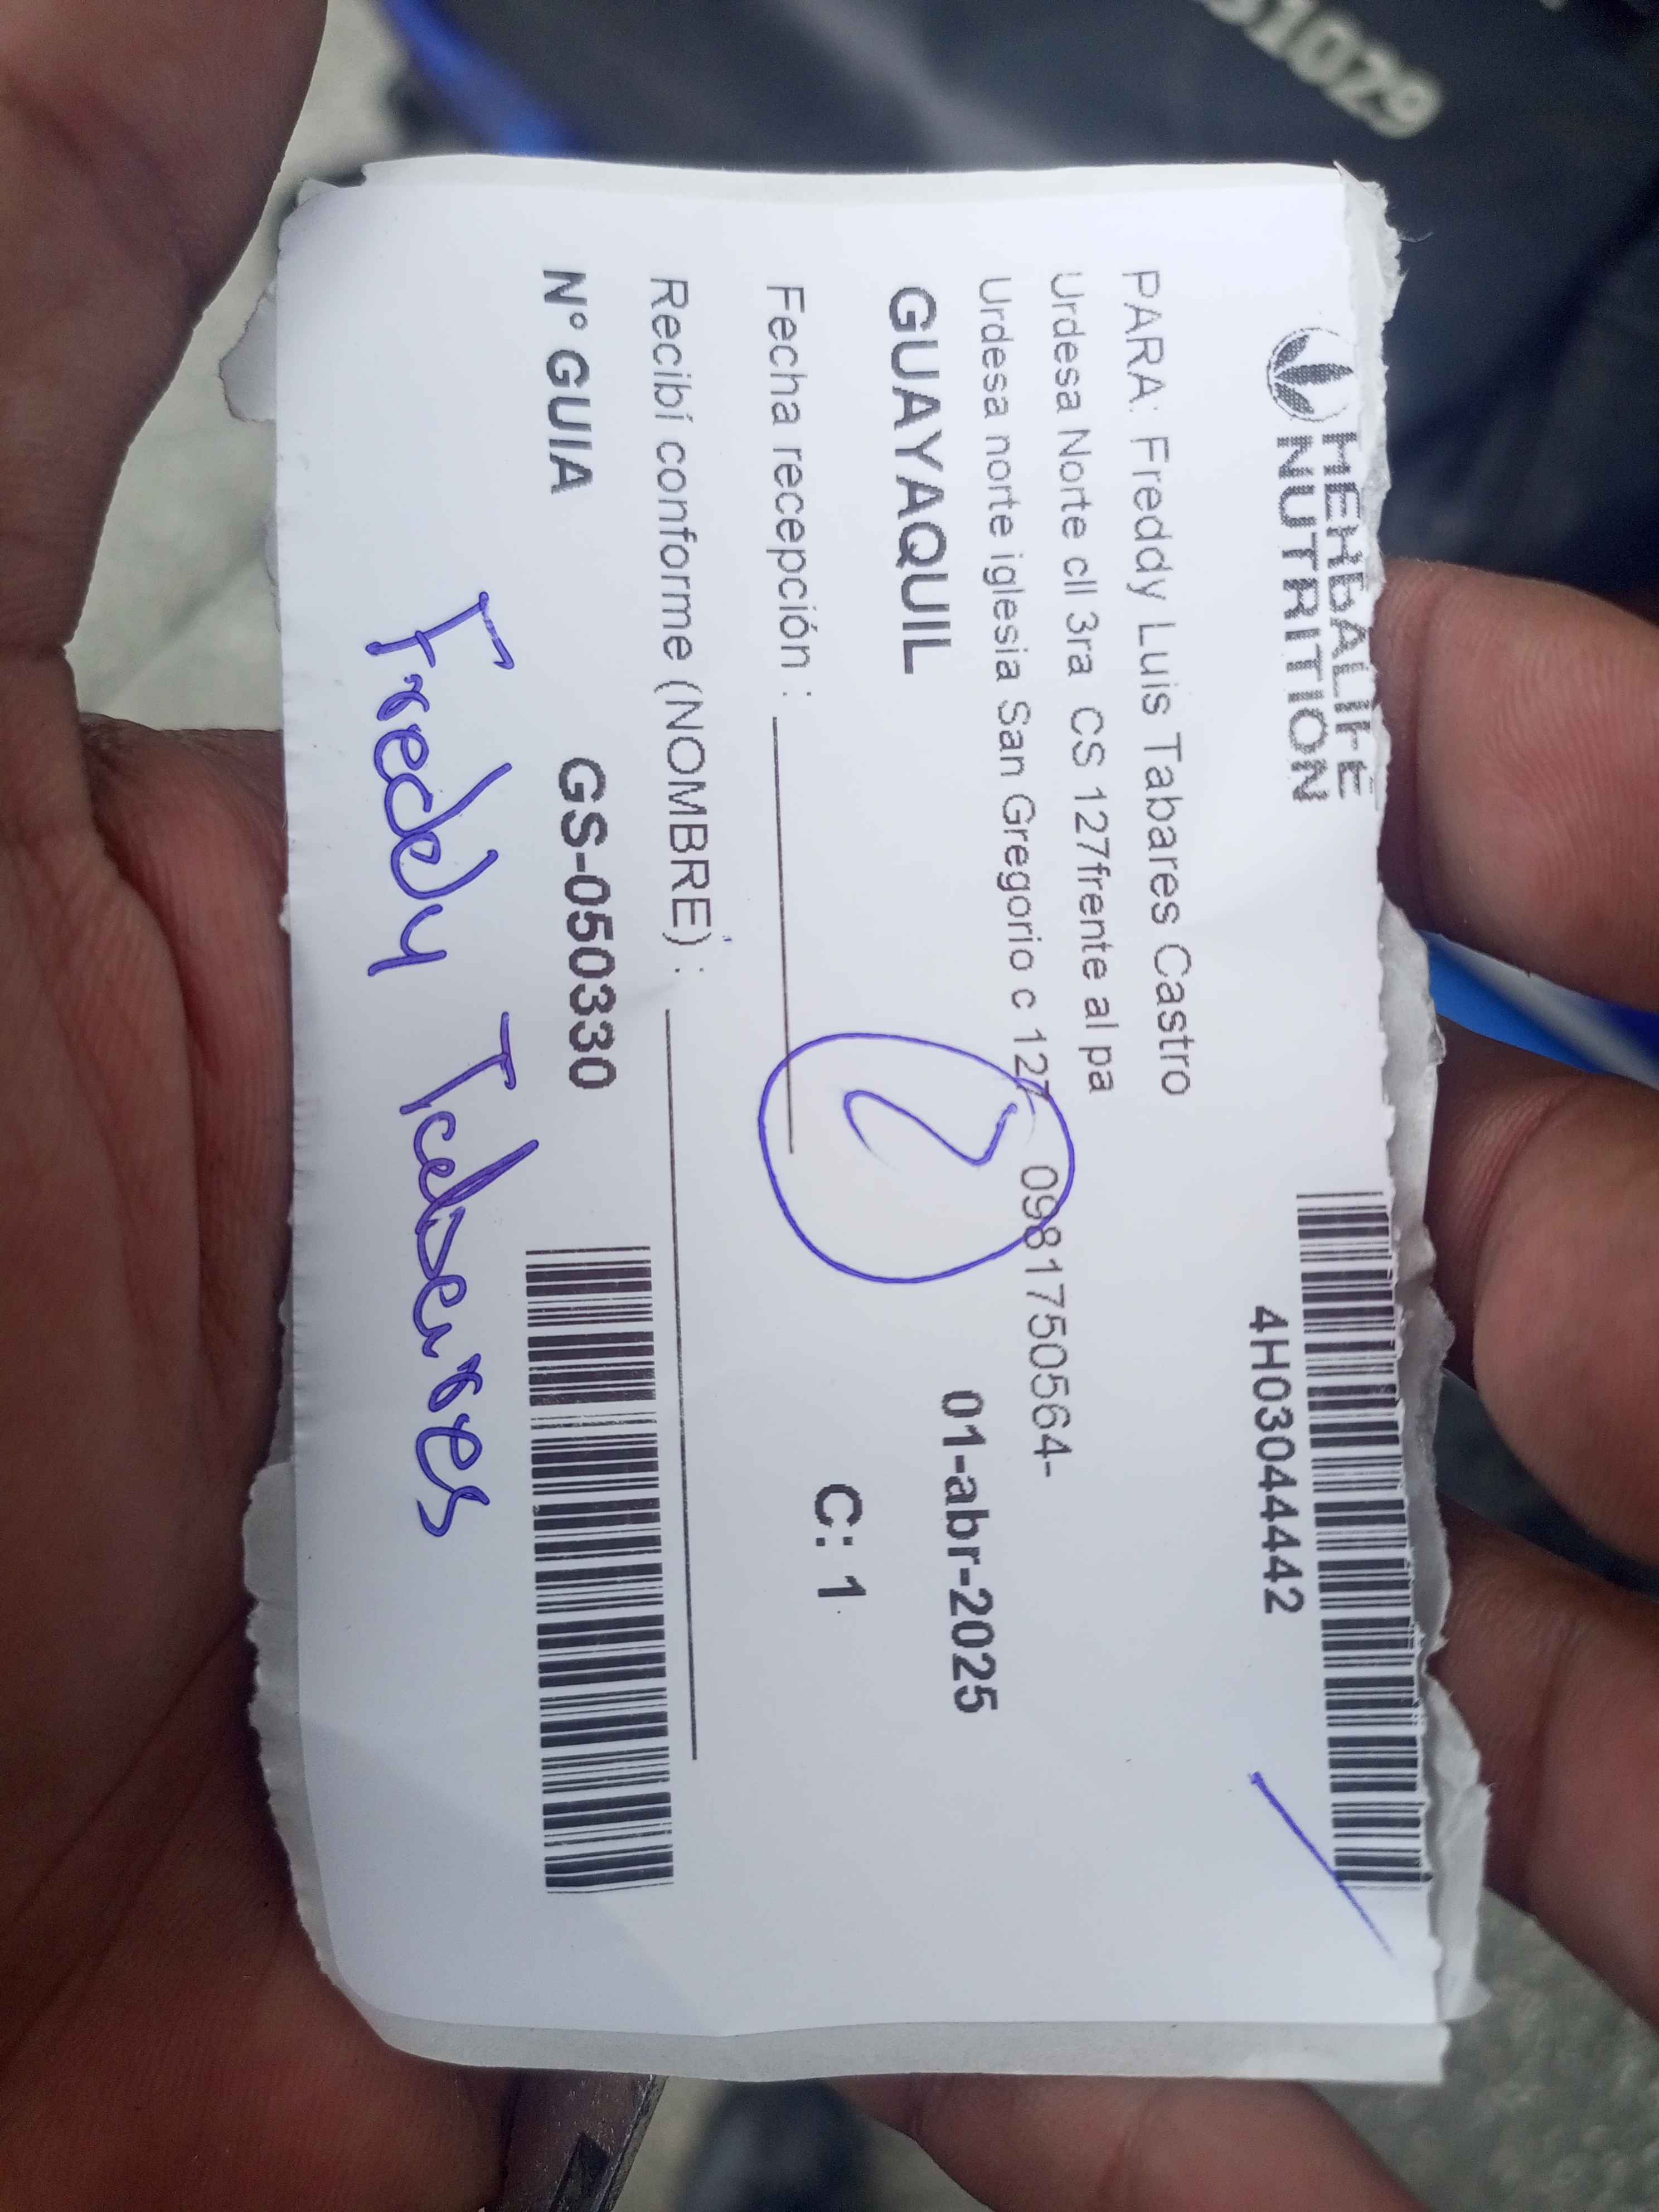 51029
HERBALIFE
NUTRITION
4H03044442
PARA: Freddy Luis Tabares Castro
Urdesa Norte cll 3ra CS 127frente al pa
Urdesa norte iglesia San Gregorio c 127 0981750564-
GUAYAQUIL
01-abr-2025
2
Fecha recepción :
C: 1
Recibí conforme (NOMBRE) :
N° GUIA
GS-050330
Freddy Tabares